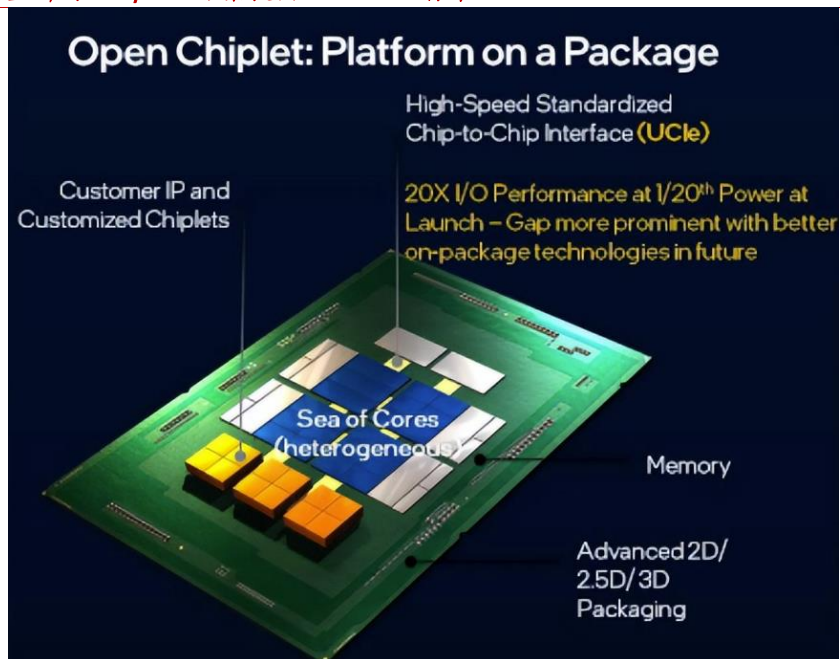 Open Chiplet: Platform on a Package
High-Speed Standardized
Chip-to-Chip Interface (UCIe)
Customer IP and
Customized Chiplets
20X I/O Performance at 1/20th Power at
Launch – Gap more prominent with better
on-package technologies in future
Sea of Cores
(heterogeneous)
Memory
Advanced 2D/
2.5D/3D
Packaging